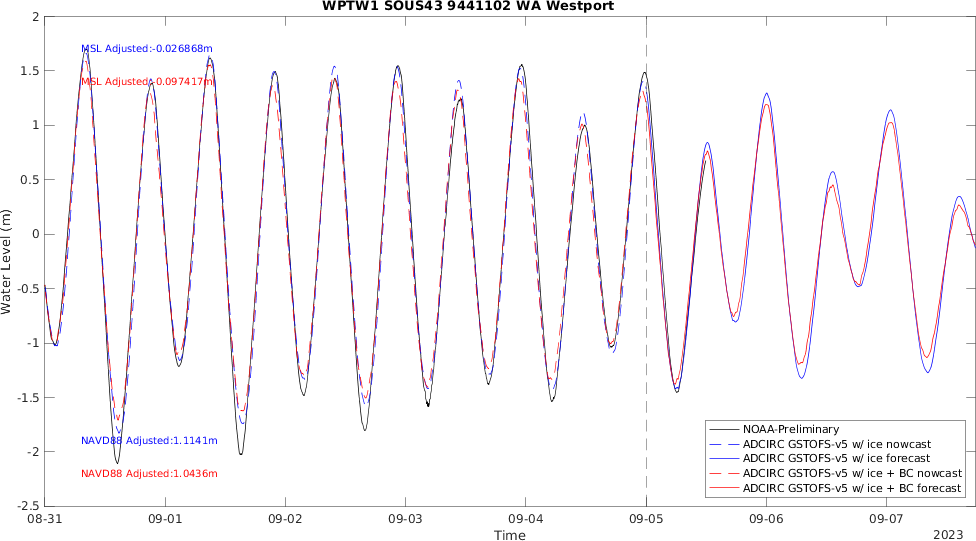 WPTW1 SOUS43 9441102 WA Westport
2
1.5
1
0.5
0
-0.5
-1
-1.5
-2
-2.5
Water Level (m)
MSL Adjusted:-0.026868m
MSL Adjusted:-0.097417m
NAVD88 Adjusted:1.1141m
NAVD88 Adjusted:1.0436m
NOAA-Preliminary
ADCIRC GSTOFS-v5 w/ ice nowcast
ADCIRC GSTOFS-v5 w/ ice forecast
ADCIRC GSTOFS-v5 w/ ice + BC nowcast
ADCIRC GSTOFS-v5 w/ ice + BC forecast
08-31 09-01 09-02 09-03 09-04 09-05 09-06 09-07
Time
2023